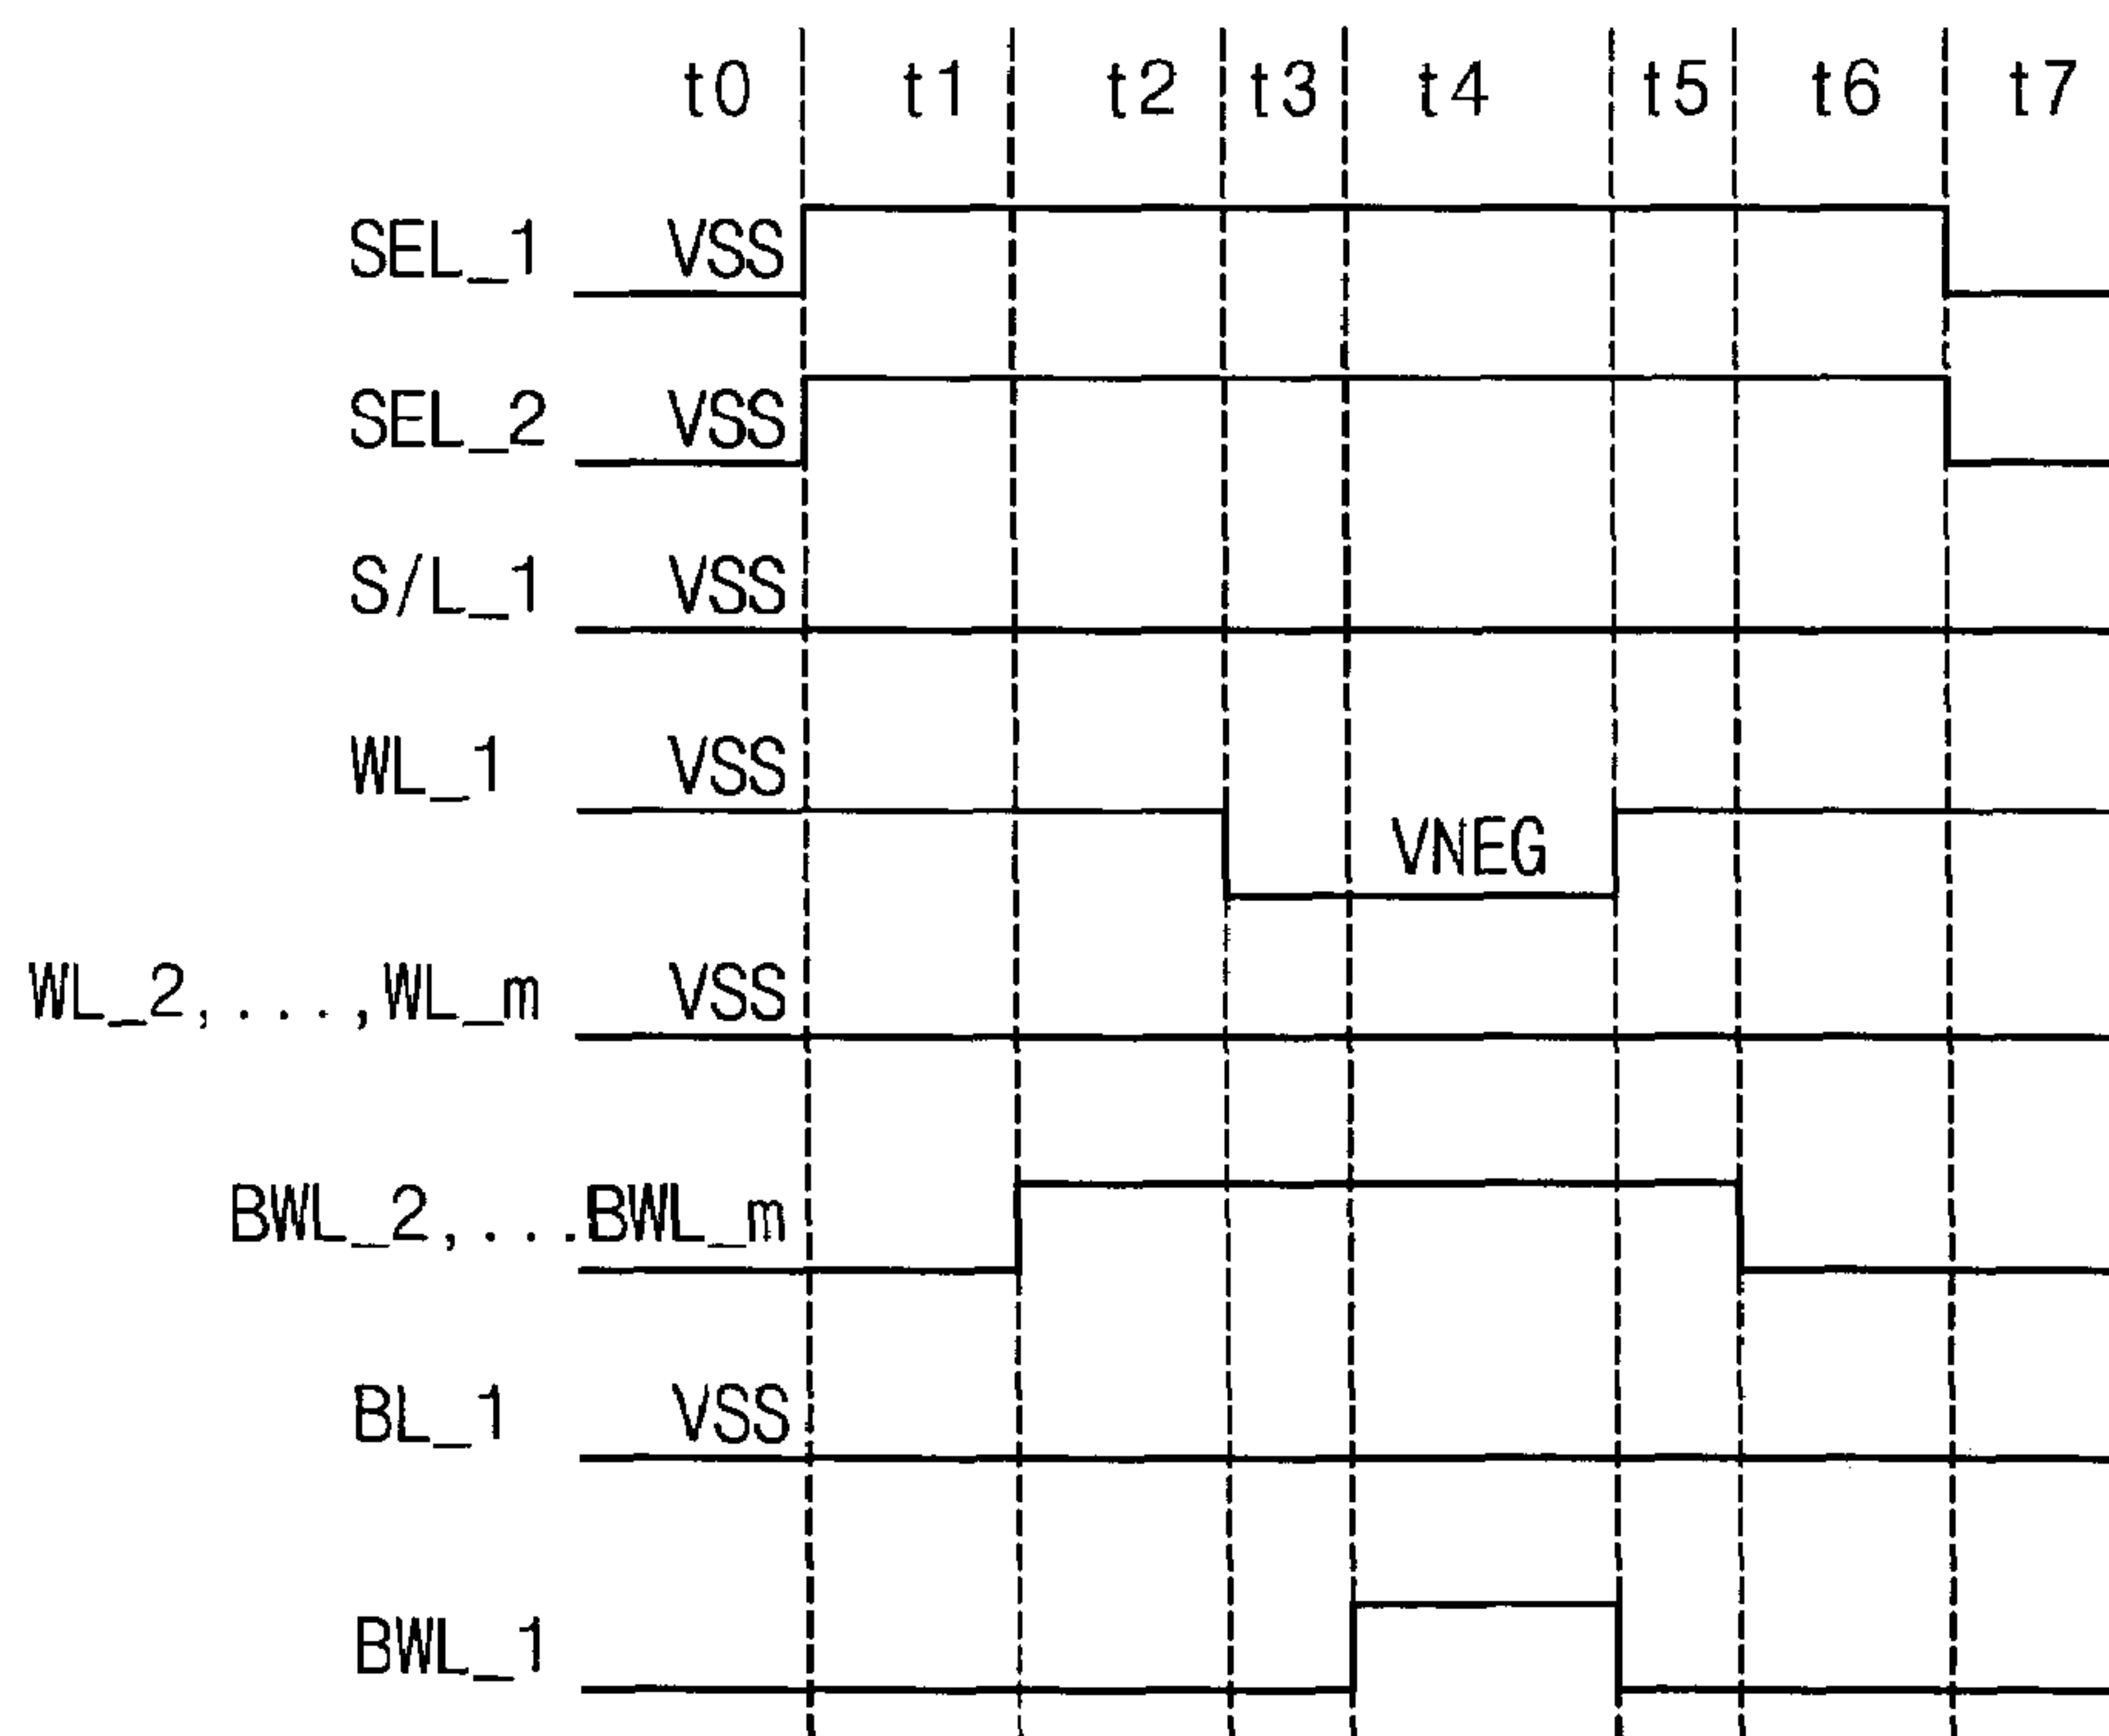 t0 t1 t2 t3 t4 t5 t6 t7
SEL_1 VSS
SEL_2 VSS
S/L_1 VSS
WL_1 VSS
VNEG
WL_2,...,WL_m VSS
BWL_2,...BWL_m
BL_1 VSS
BWL_1